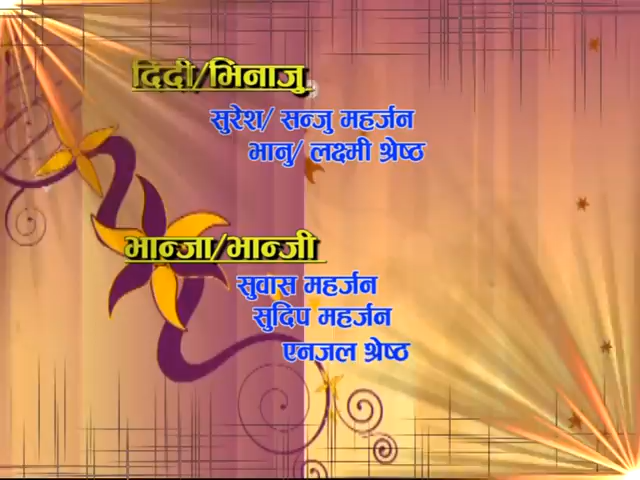 दिदी/भिनाजु
सुरेश/ सन्जु महर्जन
भानु/ लक्ष्मी श्रेष्ठ
भान्जा/भान्जी
सुवास महर्जन
सुदिप महर्जन
एनजल श्रेष्ठ